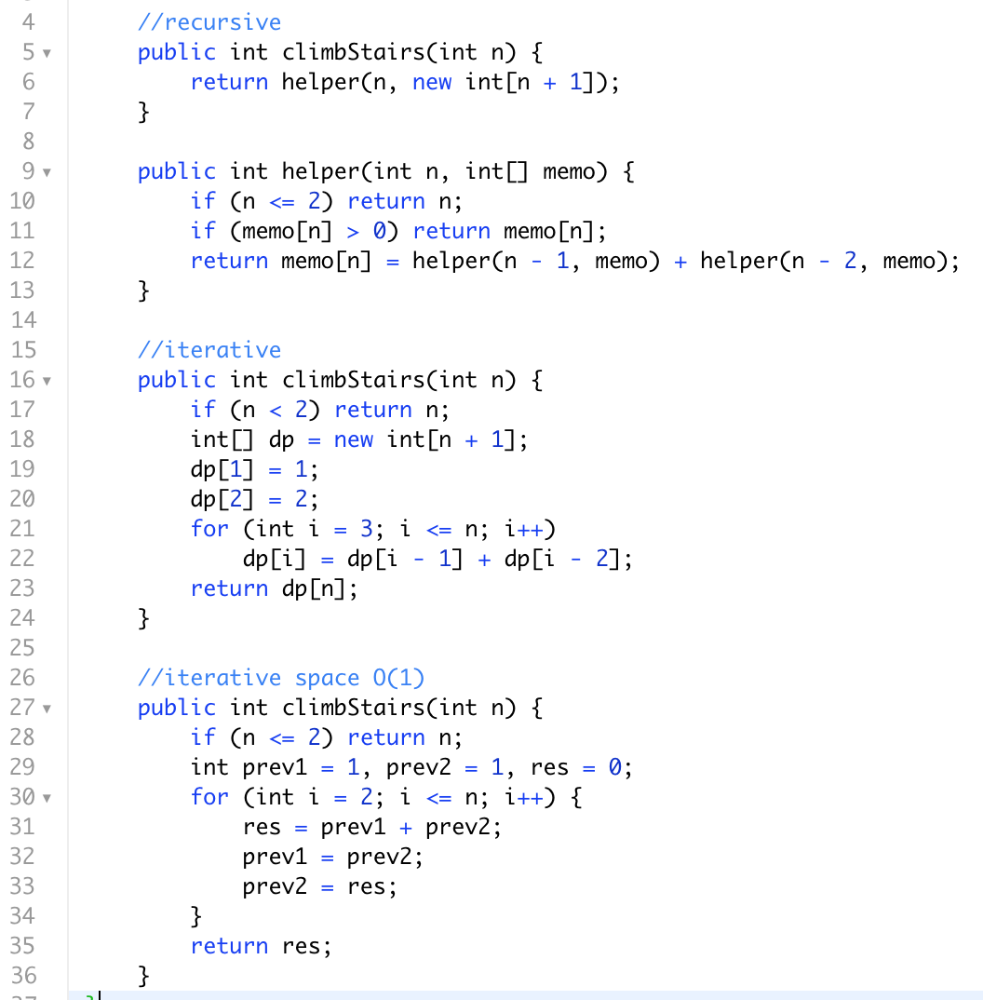 4 //recursive
5 public int climbStairs(int n) {
6 return helper(n, new int[n + 1]);
7 }
8
9 public int helper(int n, int[] memo) {
10 if (n <= 2) return n;
11 if (memo[n] > 0) return memo[n];
12 return memo[n] = helper(n - 1, memo) + helper(n - 2, memo);
13 }
14
15 //iterative
16 public int climbStairs(int n) {
17 if (n < 2) return n;
18 int[] dp = new int[n + 1];
19 dp[1] = 1;
20 dp[2] = 2;
21 for (int i = 3; i <= n; i++)
22 dp[i] = dp[i - 1] + dp[i - 2];
23 return dp[n];
24 }
25
26 //iterative space O(1)
27 public int climbStairs(int n) {
28 if (n <= 2) return n;
29 int prev1 = 1, prev2 = 1, res = 0;
30 for (int i = 2; i <= n; i++) {
31 res = prev1 + prev2;
32 prev1 = prev2;
33 prev2 = res;
34 }
35 return res;
36 }